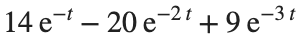 14 e^{-t} − 20 e^{-2 t} + 9 e^{-3 t}